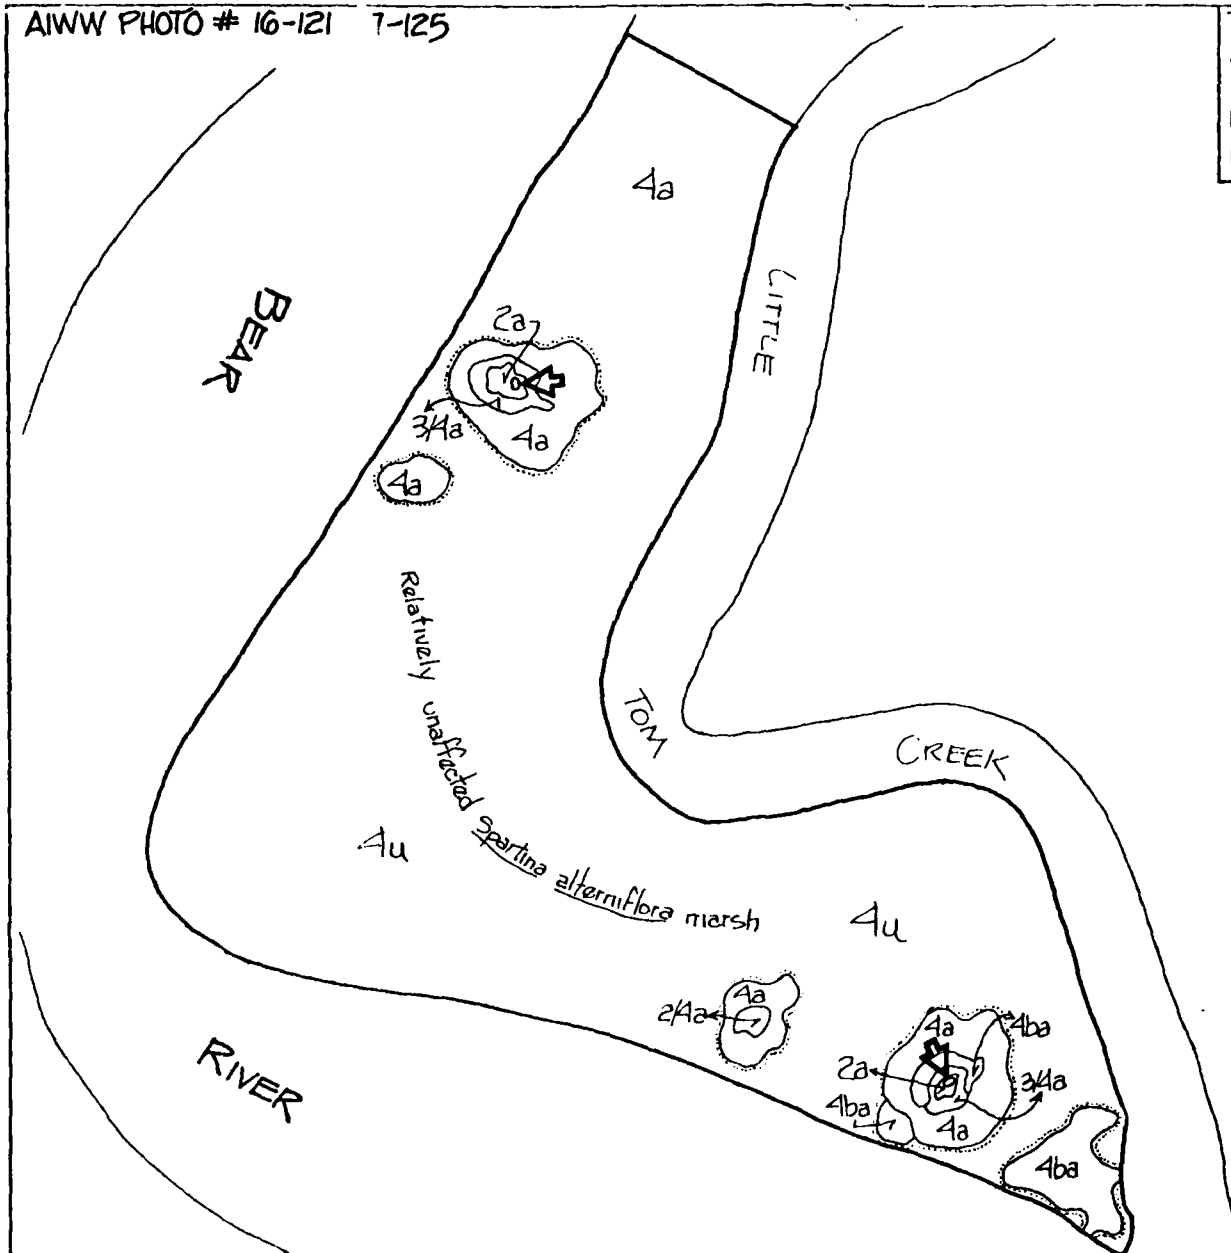 AIWW PHOTO # 16-121 7-125
4a
BEAR
LITTLE
2a
3/4a
4a
4a
Relatively unaffected Spartina alterniflora marsh
TOM
CREEK
4u
4u
4a
2/4a
4a
4ba
2a
3/4a
4ba
4a
4ba
RIVER